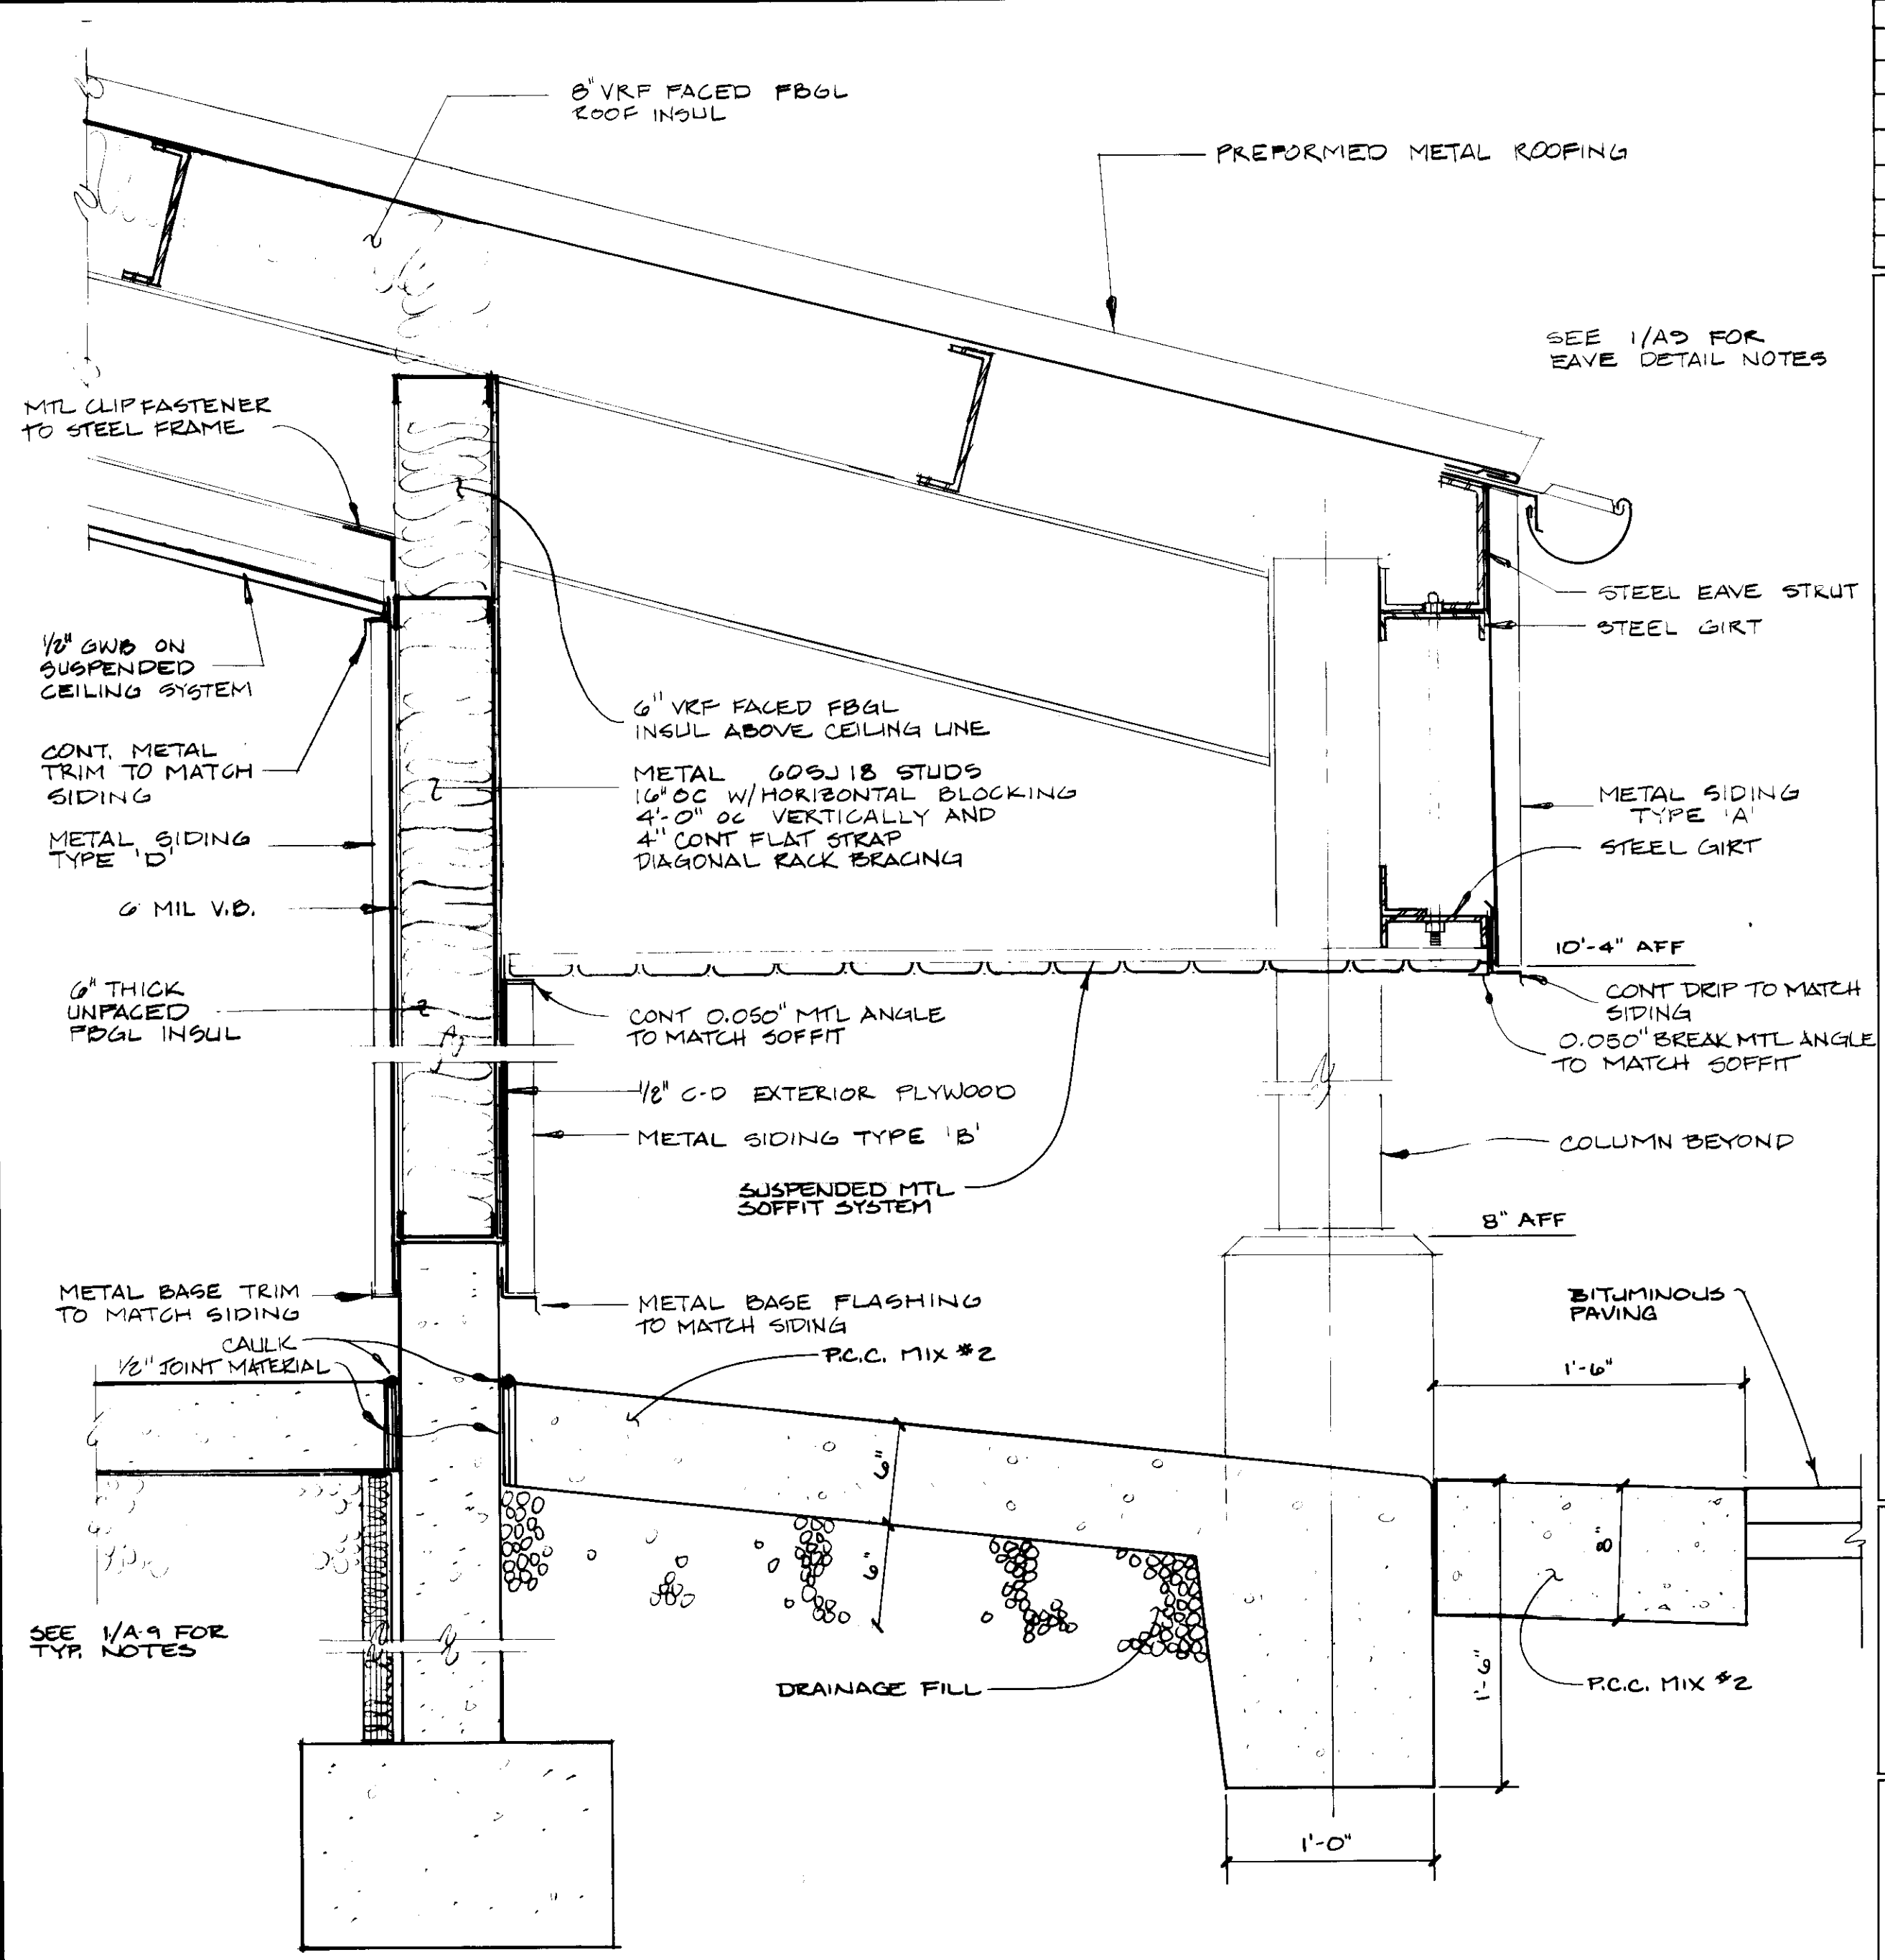 8" VRF FACED FBGL
ROOF INSUL
PREFORMED METAL ROOFING
SEE 1/A9 FOR
EAVE DETAIL NOTES
MTL CLIP FASTENER
TO STEEL FRAME
STEEL EAVE STRUT
STEEL GIRT
1/2" GWB ON
SUSPENDED
CEILING SYSTEM
6" VRF FACED FBGL
INSUL ABOVE CEILING LINE
CONT. METAL
TRIM TO MATCH
SIDING
METAL 605J18 STUDS
16" OC W/HORIZONTAL BLOCKING
4'-0" OC VERTICALLY AND
4" CONT FLAT STRAP
DIAGONAL RACK BRACING
METAL SIDING
TYPE 'A'
METAL SIDING
TYPE 'D'
STEEL GIRT
6 MIL V.B.
10'-4" AFF
6" THICK
UNFACED
FBGL INSUL
CONT 0.050" MTL ANGLE
TO MATCH SOFFIT
CONT DRIP TO MATCH
SIDING
0.050" BREAK MTL ANGLE
TO MATCH SOFFIT
1/2" C-D EXTERIOR PLYWOOD
METAL SIDING TYPE 'B'
COLUMN BEYOND
SUSPENDED MTL
SOFFIT SYSTEM
8" AFF
METAL BASE TRIM
TO MATCH SIDING
METAL BASE FLASHING
TO MATCH SIDING
BITUMINOUS
PAVING
CAULK
1/2" JOINT MATERIAL
P.C.C. MIX #2
1'-6"
6"
6"
8"
1'-6"
SEE 1/A-9 FOR
TYP. NOTES
DRAINAGE FILL
P.C.C. MIX #2
1'-0"